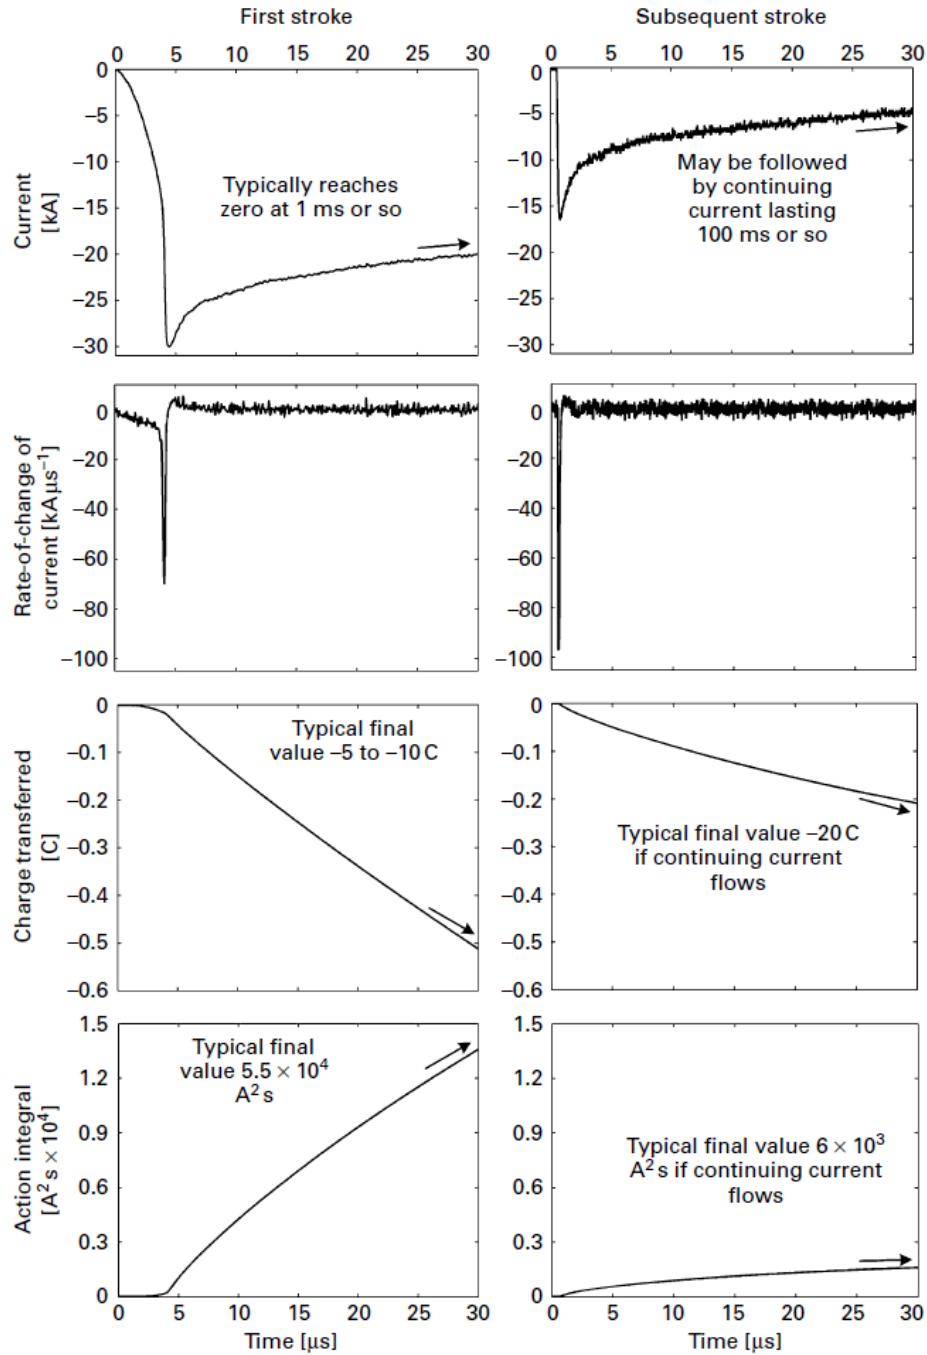 First stroke
Subsequent stroke
0 5 10 15 20 25 30
0 5 10 15 20 25 30
Current
[kA]
0
–5
–10
–15
–20
–25
–30
Typically reaches
zero at 1 ms or so
0
–5
–10
–15
–20
–25
–30
May be followed
by continuing
current lasting
100 ms or so
Rate-of-change of
current [kA μs⁻¹]
0
–20
–40
–60
–80
–100
0
–20
–40
–60
–80
–100
Charge transferred
[C]
0
–0.1
–0.2
–0.3
–0.4
–0.5
–0.6
Typical final
value –5 to –10 C
0
–0.1
–0.2
–0.3
–0.4
–0.5
–0.6
Typical final value –20 C
if continuing current
flows
Action integral
[A² s × 10⁴]
1.5
1.2
0.9
0.6
0.3
0
Typical final
value 5.5 × 10⁴
A² s
1.5
1.2
0.9
0.6
0.3
0
Typical final value 6 × 10³
A² s if continuing current
flows
0 5 10 15 20 25 30
0 5 10 15 20 25 30
Time [μs]
Time [μs]